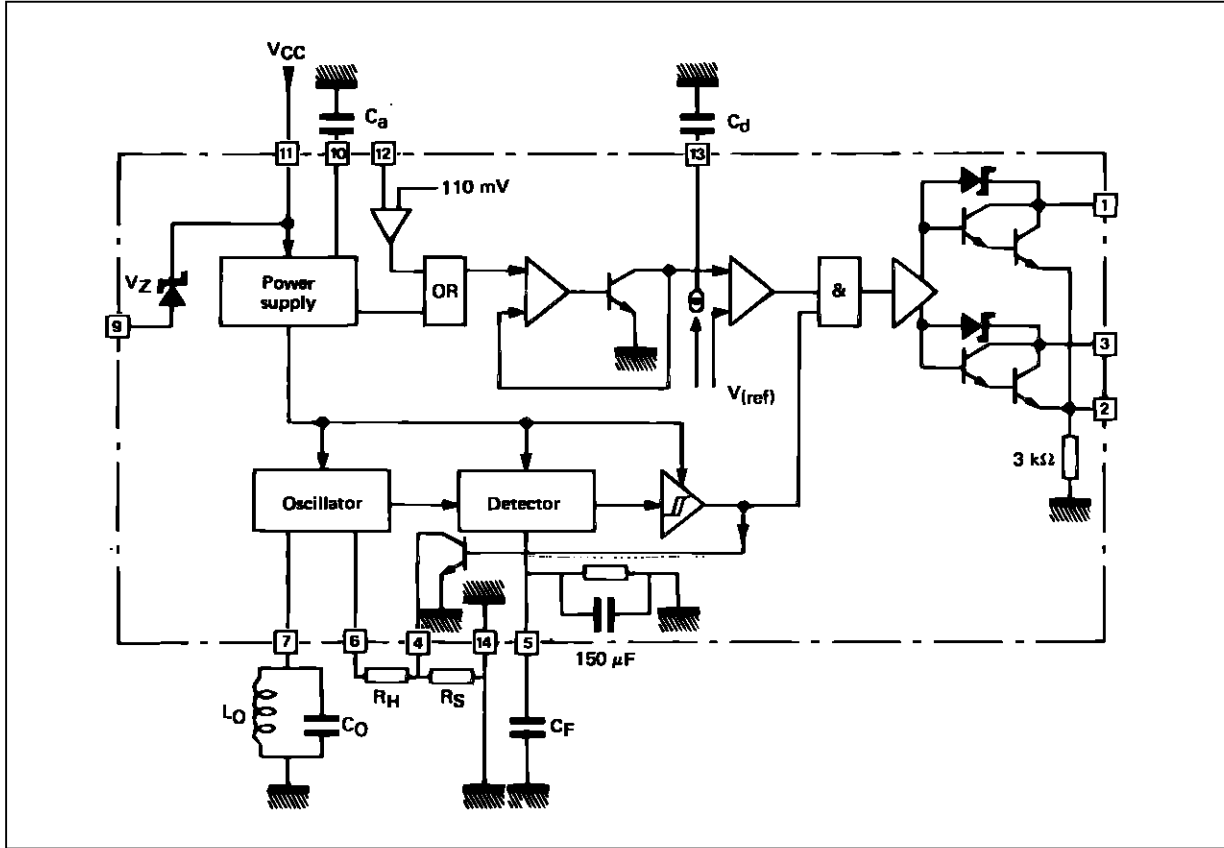 VCC
Ca
Cd
11
10
12
13
110 mV
1
VZ
Power
supply
OR
&
9
3
V(ref)
2
3 kΩ
Oscillator
Detector
7
6
4
14
5
150 µF
RH
RS
LO
CO
CF